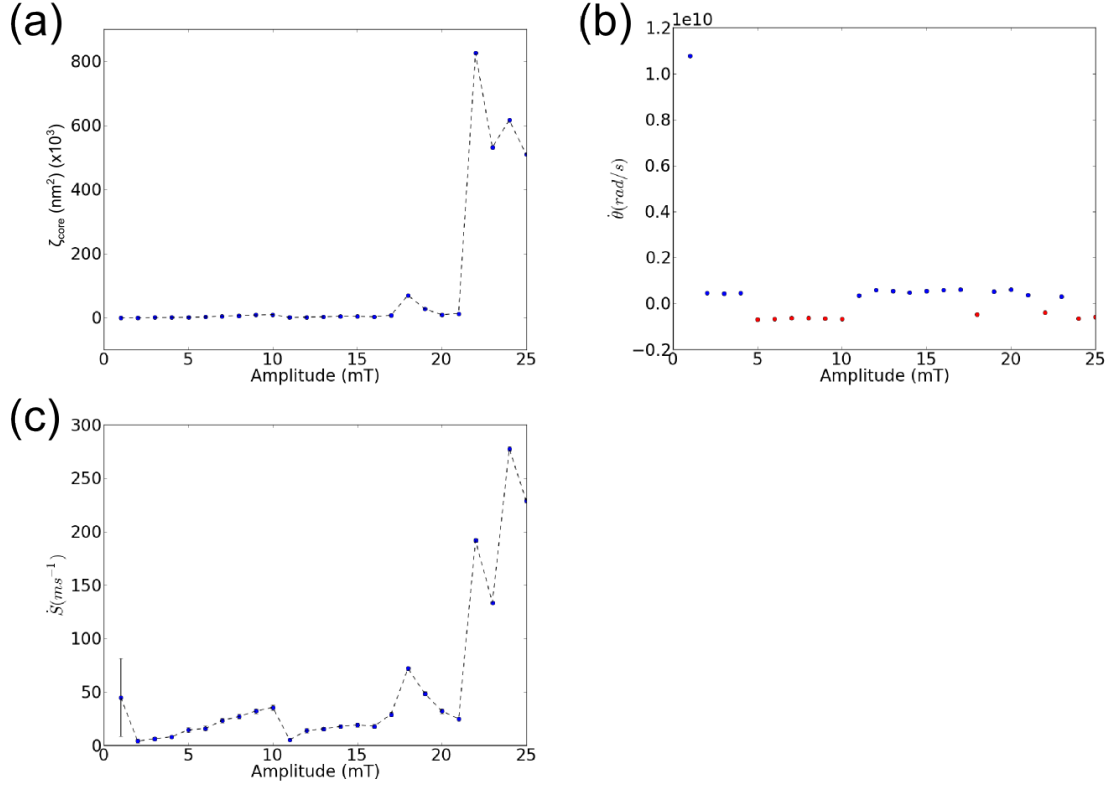 (a)
800
600
400
200
0
0 5 10 15 20 25
Amplitude (mT)
ζcore (nm²) (x10³)
(b)
1e10
1.2
1.0
0.8
0.6
0.4
0.2
0.0
−0.2
0 5 10 15 20 25
Amplitude (mT)
θ̇(rad/s)
(c)
300
250
200
150
100
50
0
0 5 10 15 20 25
Amplitude (mT)
Ṡ(ms⁻¹)